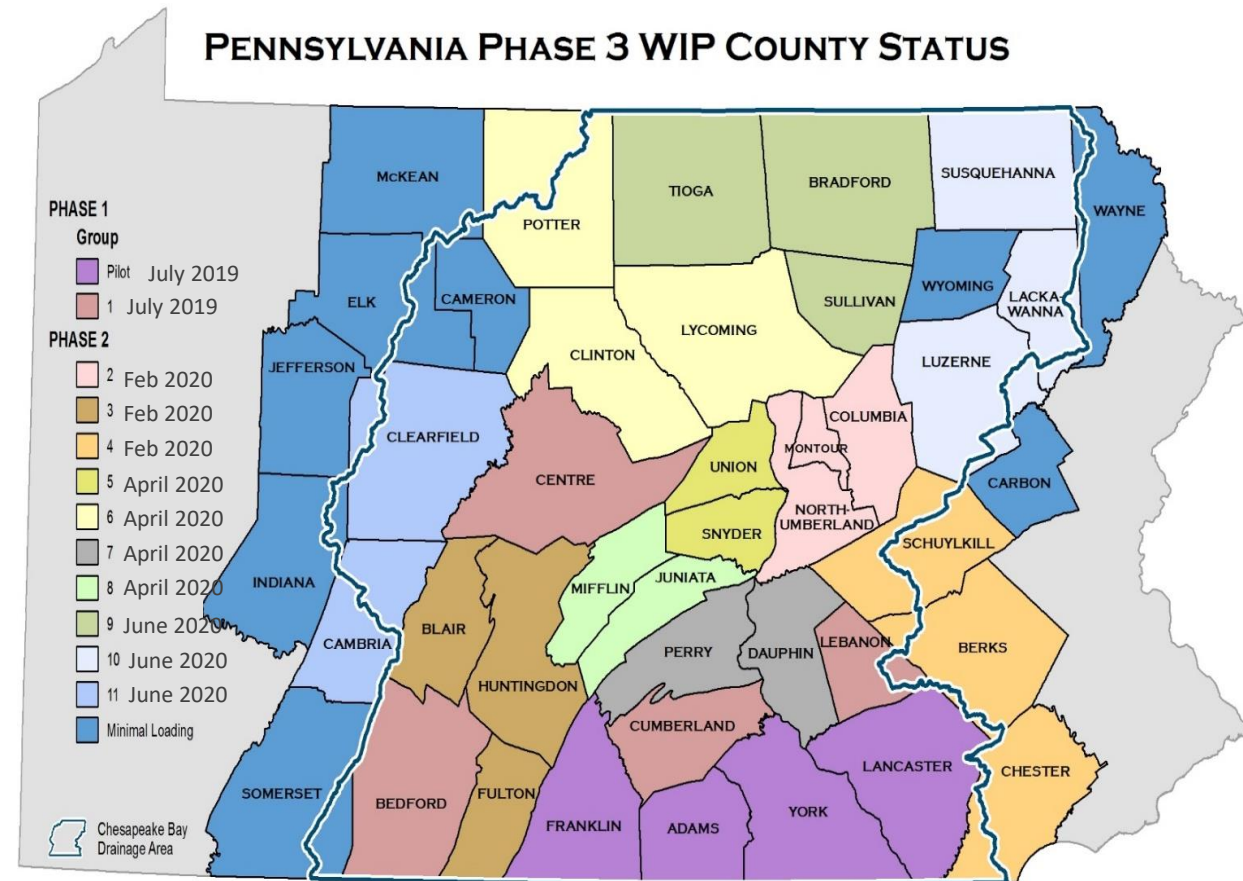 PENNSYLVANIA PHASE 3 WIP COUNTY STATUS
PHASE 1
Group
Pilot July 2019
1 July 2019
PHASE 2
2 Feb 2020
3 Feb 2020
4 Feb 2020
5 April 2020
6 April 2020
7 April 2020
8 April 2020
9 June 2020
10 June 2020
11 June 2020
Minimal Loading
Chesapeake Bay
Drainage Area
MCKEAN
POTTER
TIOGA
BRADFORD
SUSQUEHANNA
WAYNE
ELK
CAMERON
CLINTON
LYCOMING
SULLIVAN
WYOMING
LACKA-
WANNA
JEFFERSON
CLEARFIELD
CENTRE
UNION
MONTOUR
COLUMBIA
LUZERNE
CARBON
SNYDER
NORTH-
UMBERLAND
SCHUYLKILL
INDIANA
CAMBRIA
BLAIR
HUNTINGDON
MIFFLIN
JUNIATA
PERRY
DAUPHIN
LEBANON
BERKS
SOMERSET
BEDFORD
FULTON
FRANKLIN
CUMBERLAND
ADAMS
YORK
LANCASTER
CHESTER